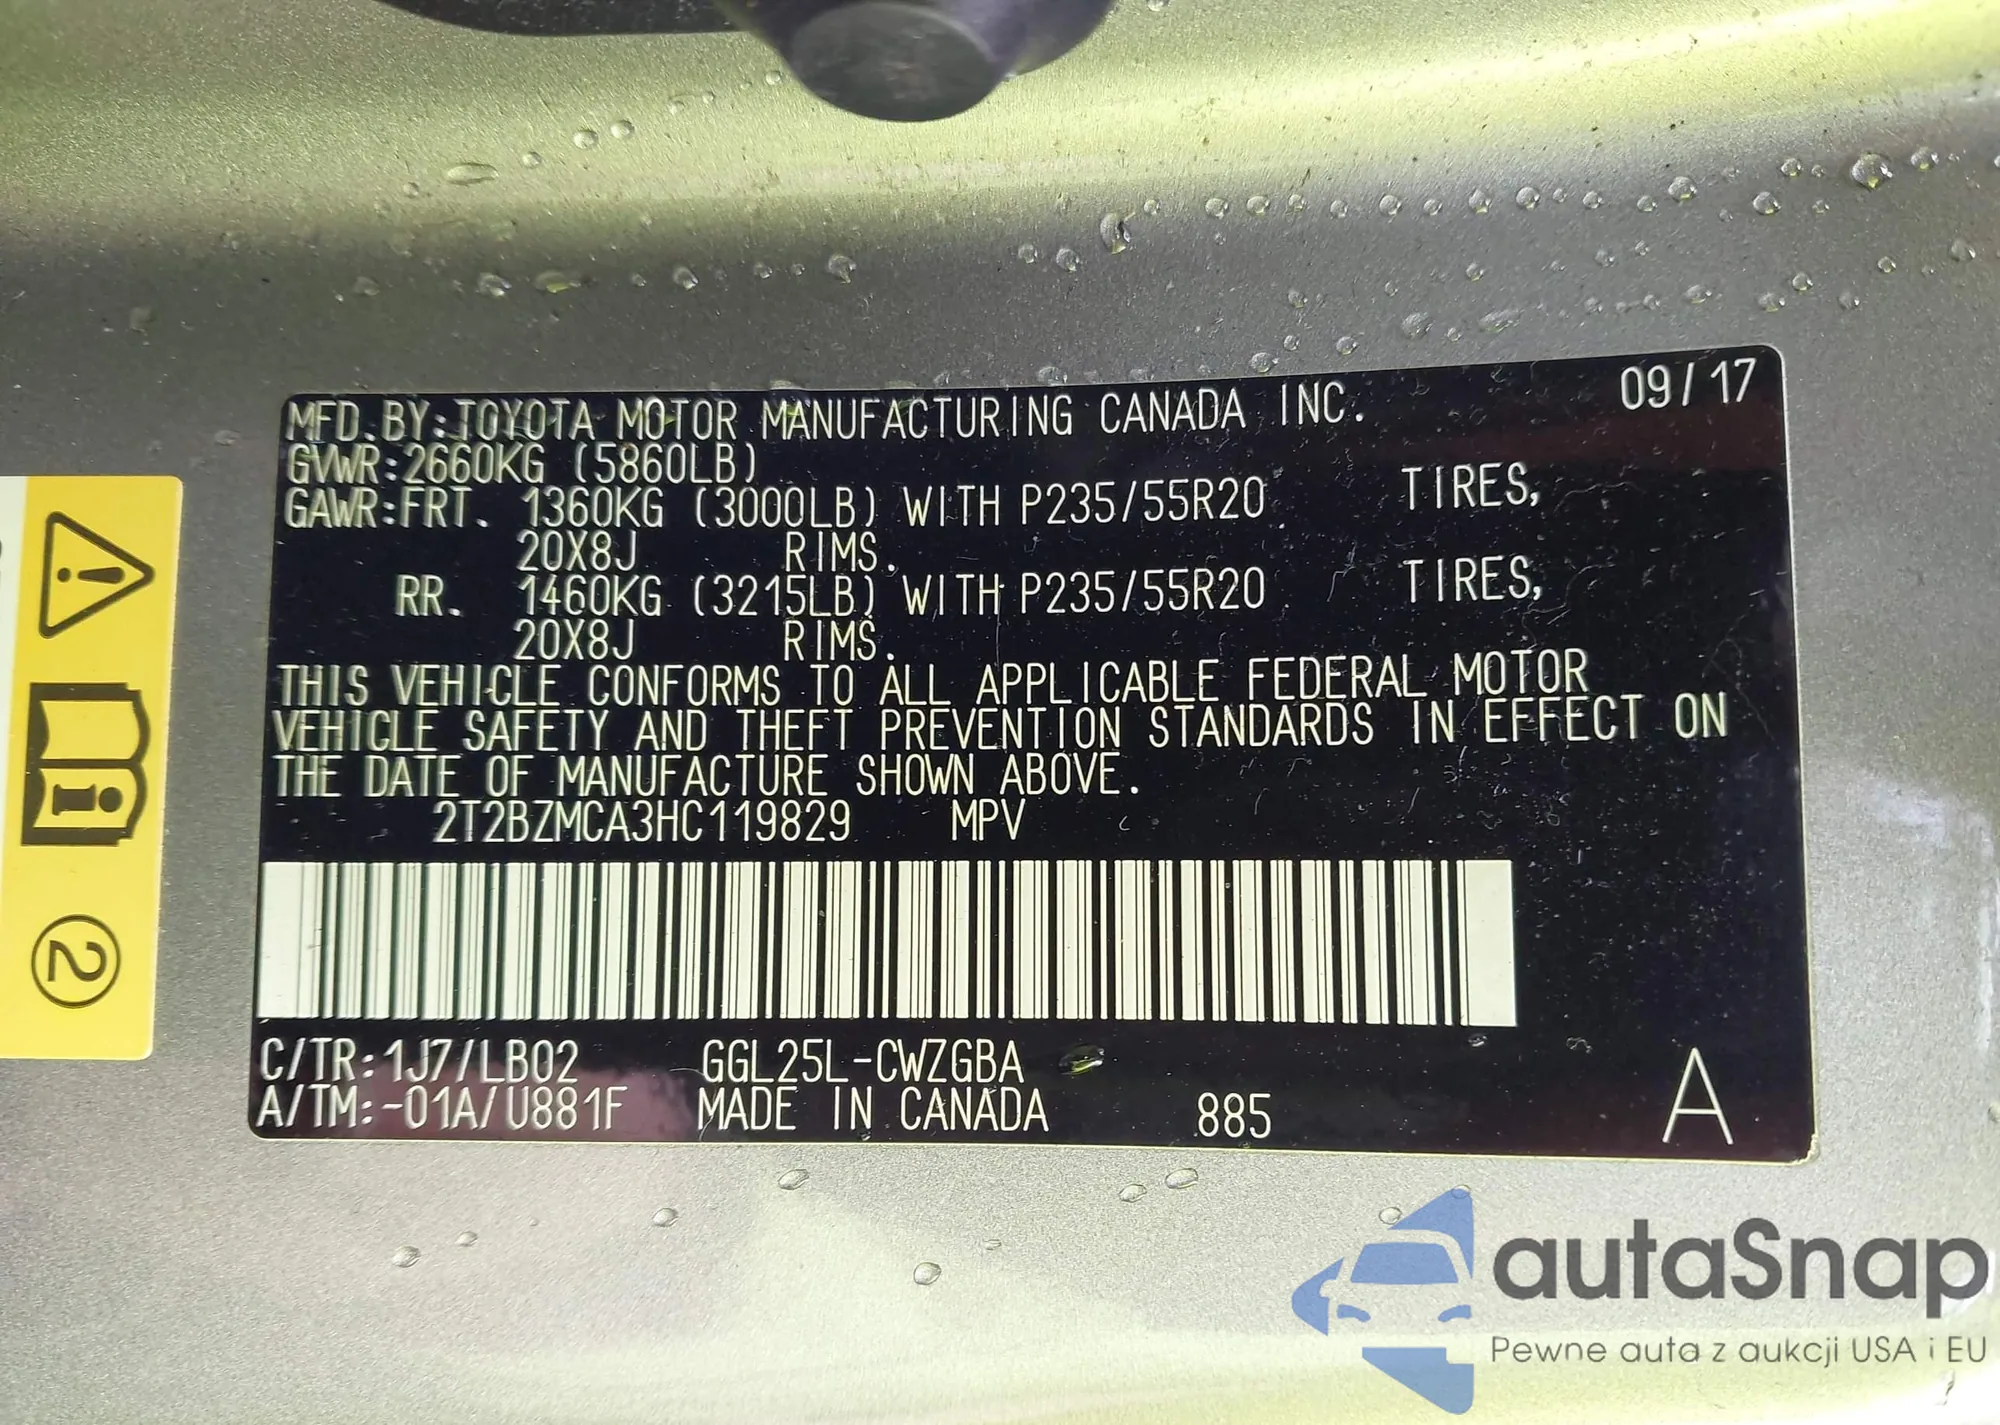 MFD. BY: TOYOTA MOTOR MANUFACTURING CANADA INC. 09/17
GVWR: 2660KG (5860LB)
GAWR: FRT. 1360KG (3000LB) WITH P235/55R20 TIRES,
20X8J RIMS.
RR. 1460KG (3215LB) WITH P235/55R20 TIRES,
20X8J RIMS.
THIS VEHICLE CONFORMS TO ALL APPLICABLE FEDERAL MOTOR
VEHICLE SAFETY AND THEFT PREVENTION STANDARDS IN EFFECT ON
THE DATE OF MANUFACTURE SHOWN ABOVE.
2T2BZMCA3HC119829 MPV
C/TR: 1J7/LB02 GGL25L-CWZGBA
A/TM: -01A/U881F MADE IN CANADA 885 A
2
autaSnap
Pewne auta z aukcji USA i EU